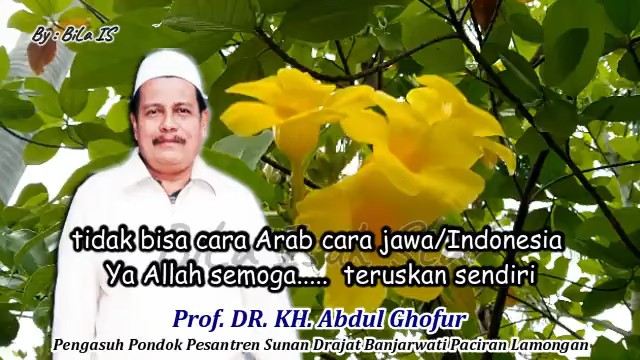 By : BiLa IS
tidak bisa cara Arab cara jawa/Indonesia
Ya Allah semoga..... teruskan sendiri
Prof. DR. KH. Abdul Ghofur
Pengasuh Pondok Pesantren Sunan Drajat Banjarwati Paciran Lamongan